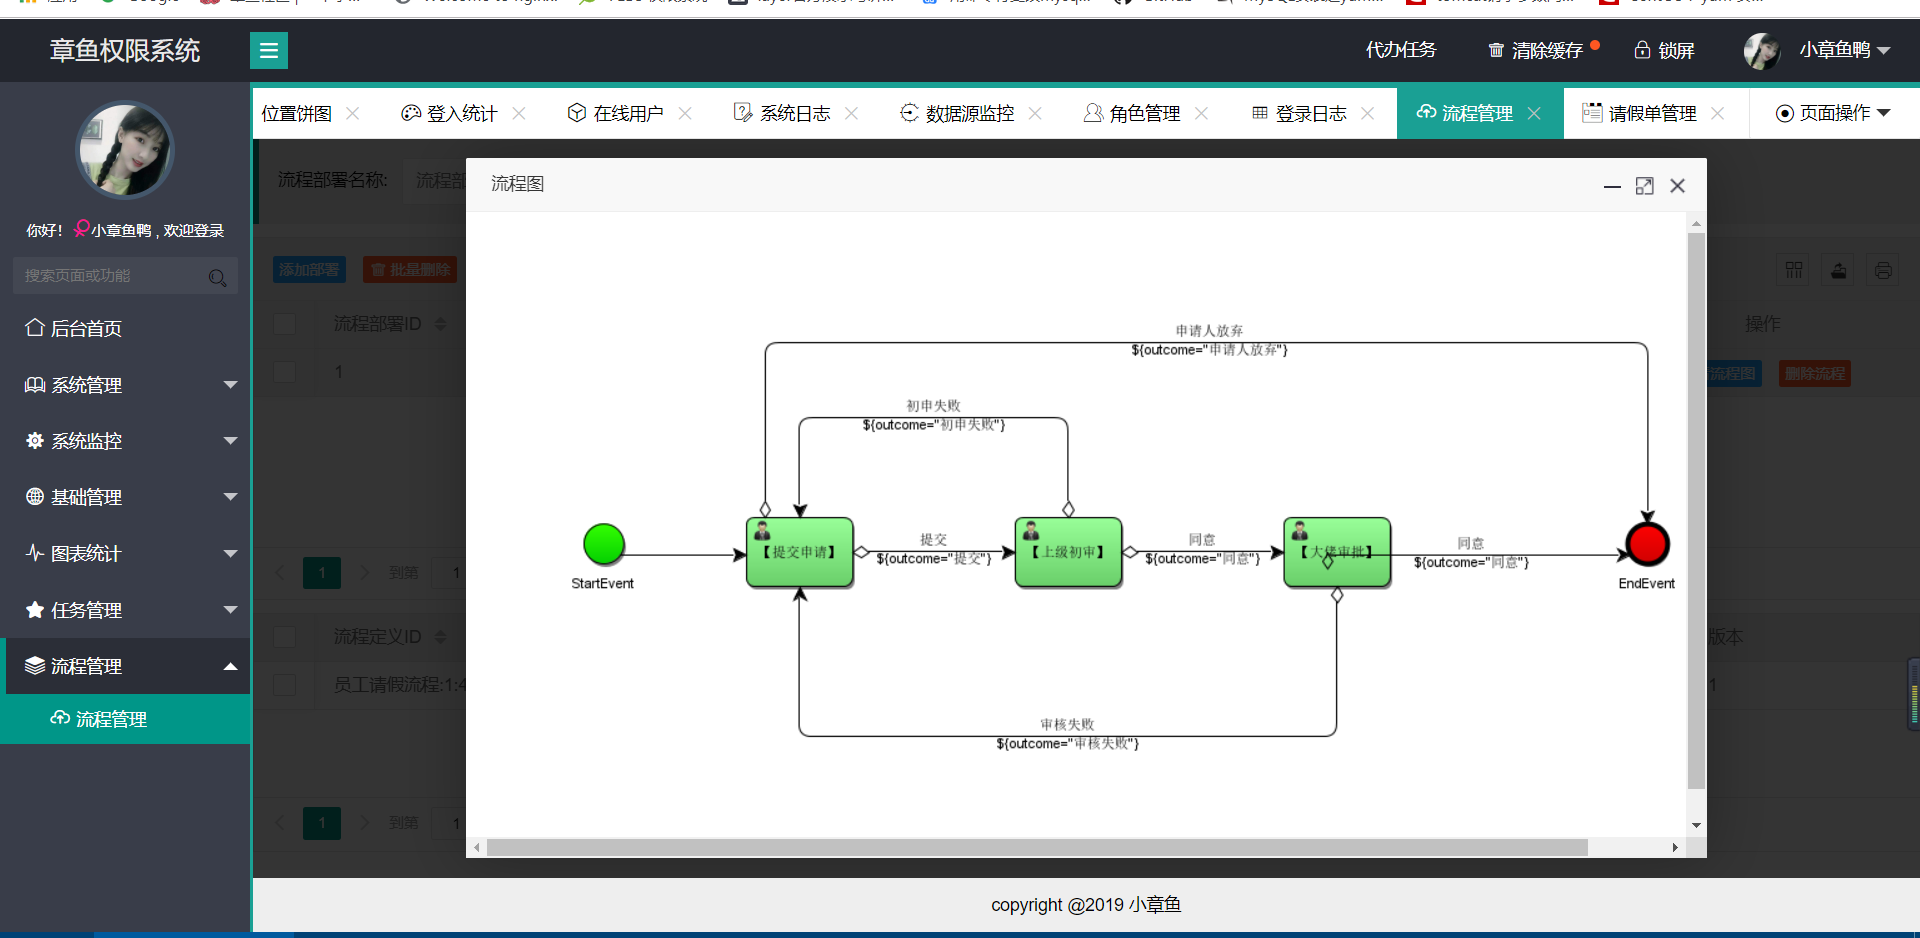 章鱼权限系统
代办任务
清除缓存
锁屏
小章鱼鸭
位置饼图
登入统计
在线用户
系统日志
数据源监控
角色管理
登录日志
流程管理
请假单管理
页面操作
你好!
小章鱼鸭 , 欢迎登录
搜索页面或功能
后台首页
系统管理
系统监控
基础管理
图表统计
任务管理
流程管理
流程管理
流程部署名称:
流程部
添加部署
批量删除
流程部署ID
操作
1
流程图
删除流程
1
到第
1
流程定义ID
版本
员工请假流程:1:4
1
1
到第
1
流程图
申请人放弃
${outcome="申请人放弃"}
初申失败
${outcome="初申失败"}
StartEvent
【提交申请】
提交
${outcome="提交"}
【上级初审】
同意
${outcome="同意"}
【大佬审批】
同意
${outcome="同意"}
EndEvent
审核失败
${outcome="审核失败"}
copyright @2019 小章鱼